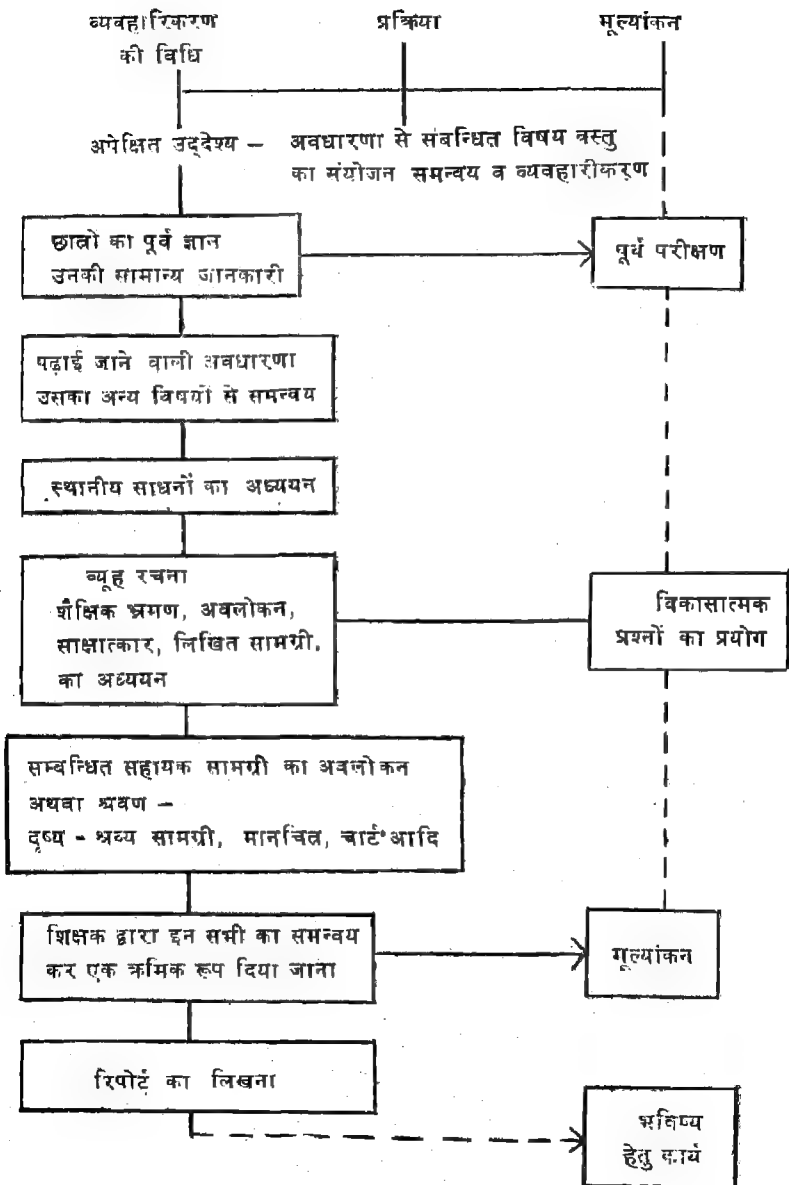 व्यवहारिकरण
की विधि
प्रक्रिया
मूल्यांकन
अपेक्षित उद्देश्य –
अवधारणा से संबन्धित विषय वस्तु
का संयोजन समन्वय व व्यवहारीकरण
छात्रों का पूर्व ज्ञान
उनकी सामान्य जानकारी
पूर्व परीक्षण
पढ़ाई जाने वाली अवधारणा
उसका अन्य विषयों से समन्वय
स्थानीय साधनों का अध्ययन
व्यूह रचना
शैक्षिक भ्रमण, अवलोकन,
साक्षात्कार, लिखित सामग्री,
का अध्ययन
विकासात्मक
प्रश्नों का प्रयोग
सम्बन्धित सहायक सामग्री का अवलोकन
अथवा श्रवण –
दृष्य - श्रव्य सामग्री, मानचित्र, चार्ट आदि
शिक्षक द्वारा इन सभी का समन्वय
कर एक क्रमिक रूप दिया जाना
मूल्यांकन
रिपोर्ट का लिखना
भविष्य
हेतु कार्य